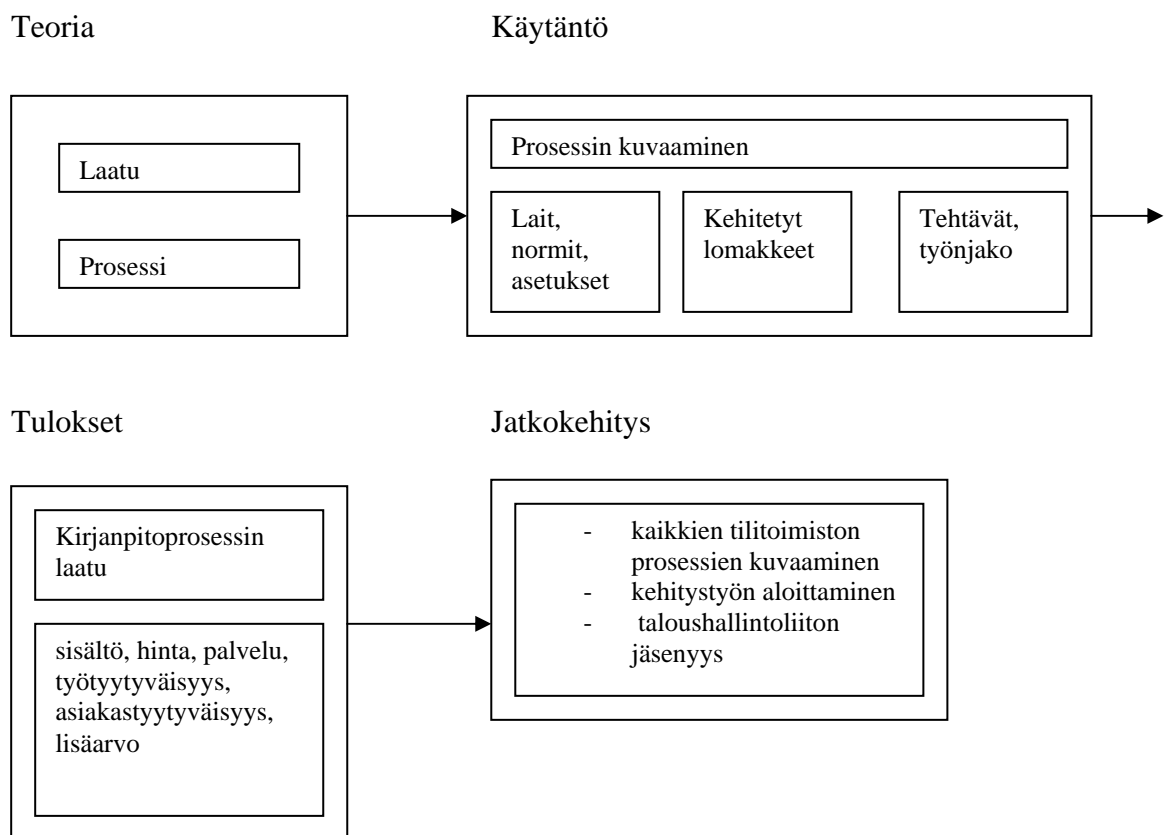 Teoria
Käytäntö
Laatu
Prosessi
Prosessin kuvaaminen
Lait,
normit,
asetukset
Kehitetyt
lomakkeet
Tehtävät,
työnjako
Tulokset
Jatkokehitys
Kirjanpitoprosessin
laatu
sisältö, hinta, palvelu,
työtyytyväisyys,
asiakastyytyväisyys,
lisäarvo
- kaikkien tilitoimiston
prosessien kuvaaminen
- kehitystyön aloittaminen
- taloushallintoliiton
jäsenyys